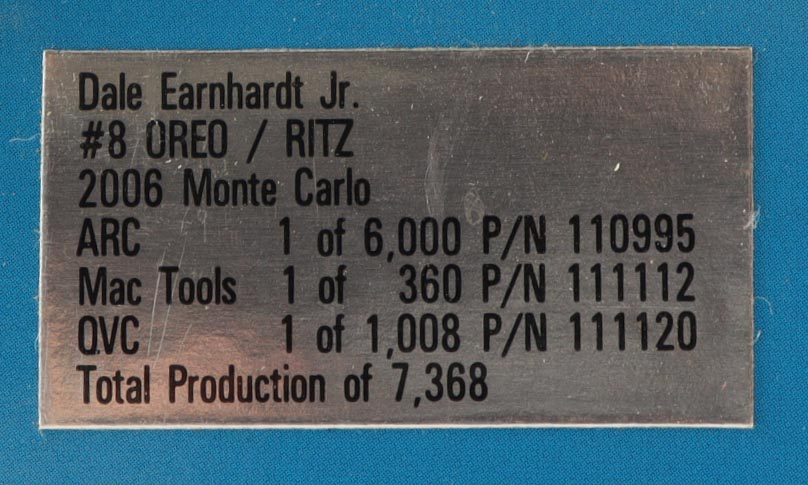 Dale Earnhardt Jr.
#8 OREO / RITZ
2006 Monte Carlo
ARC 1 of 6,000 P/N 110995
Mac Tools 1 of 360 P/N 111112
QVC 1 of 1,008 P/N 111120
Total Production of 7,368